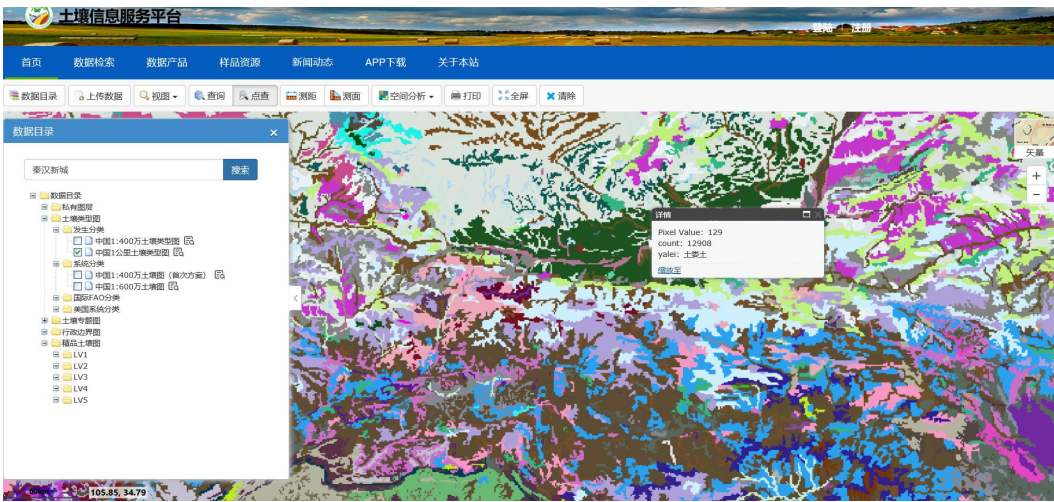 土壤信息服务平台
登陆 | 注册
首页 数据检索 数据产品 样品资源 新闻动态 APP下载 关于本站
数据目录 上传数据 视图 查询 点查 测距 测面 空间分析 打印 全屏 清除
数据目录 ×
矢量
秦汉新城 搜索
+
−
数据目录
私有图层
土壤类型图
发生分类
中国1:400万土壤类型图
中国1公里土壤类型图
系统分类
中国1:400万土壤图（首次方案）
中国1:600万土壤图
国际FAO分类
美国系统分类
土壤专题图
行政边界图
精品土壤图
LV1
LV2
LV3
LV4
LV5
详情
Pixel Value: 129
count: 12908
yalei: 土娄土
缩放至
105.85, 34.79